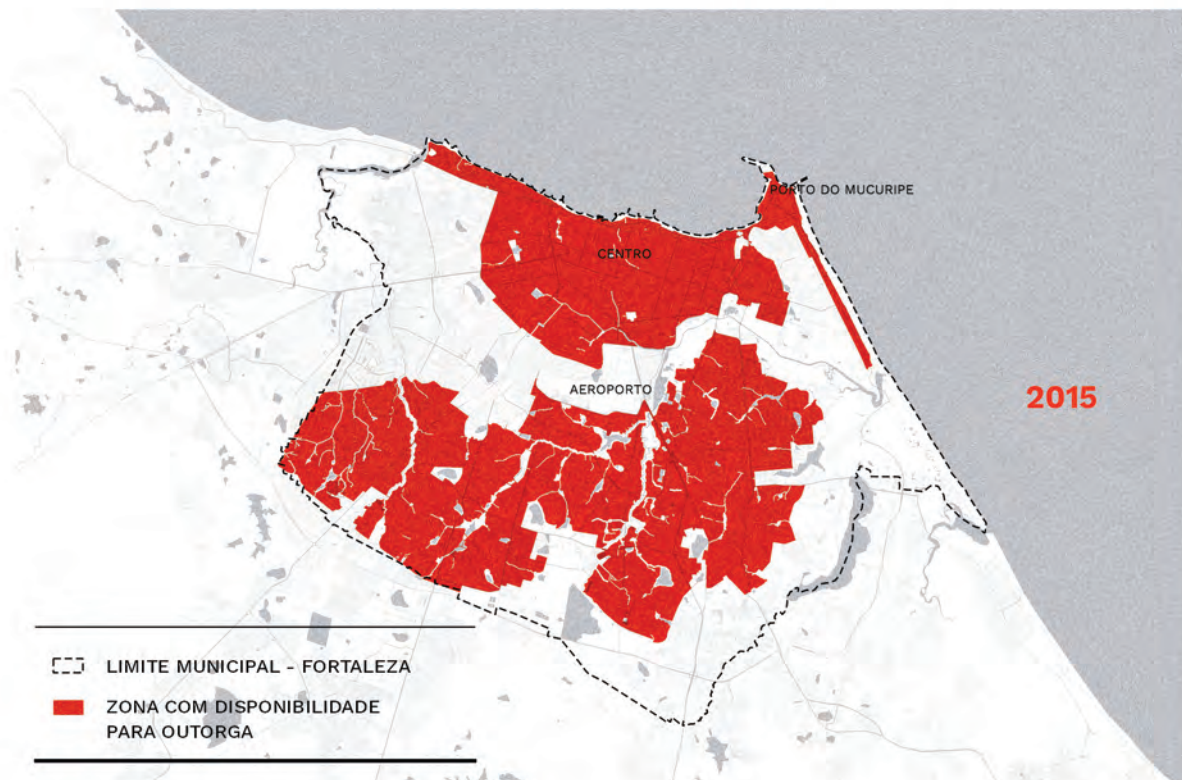 PORTO DO MUCURIPE
CENTRO
AEROPORTO
2015
LIMITE MUNICIPAL - FORTALEZA
ZONA COM DISPONIBILIDADE
PARA OUTORGA